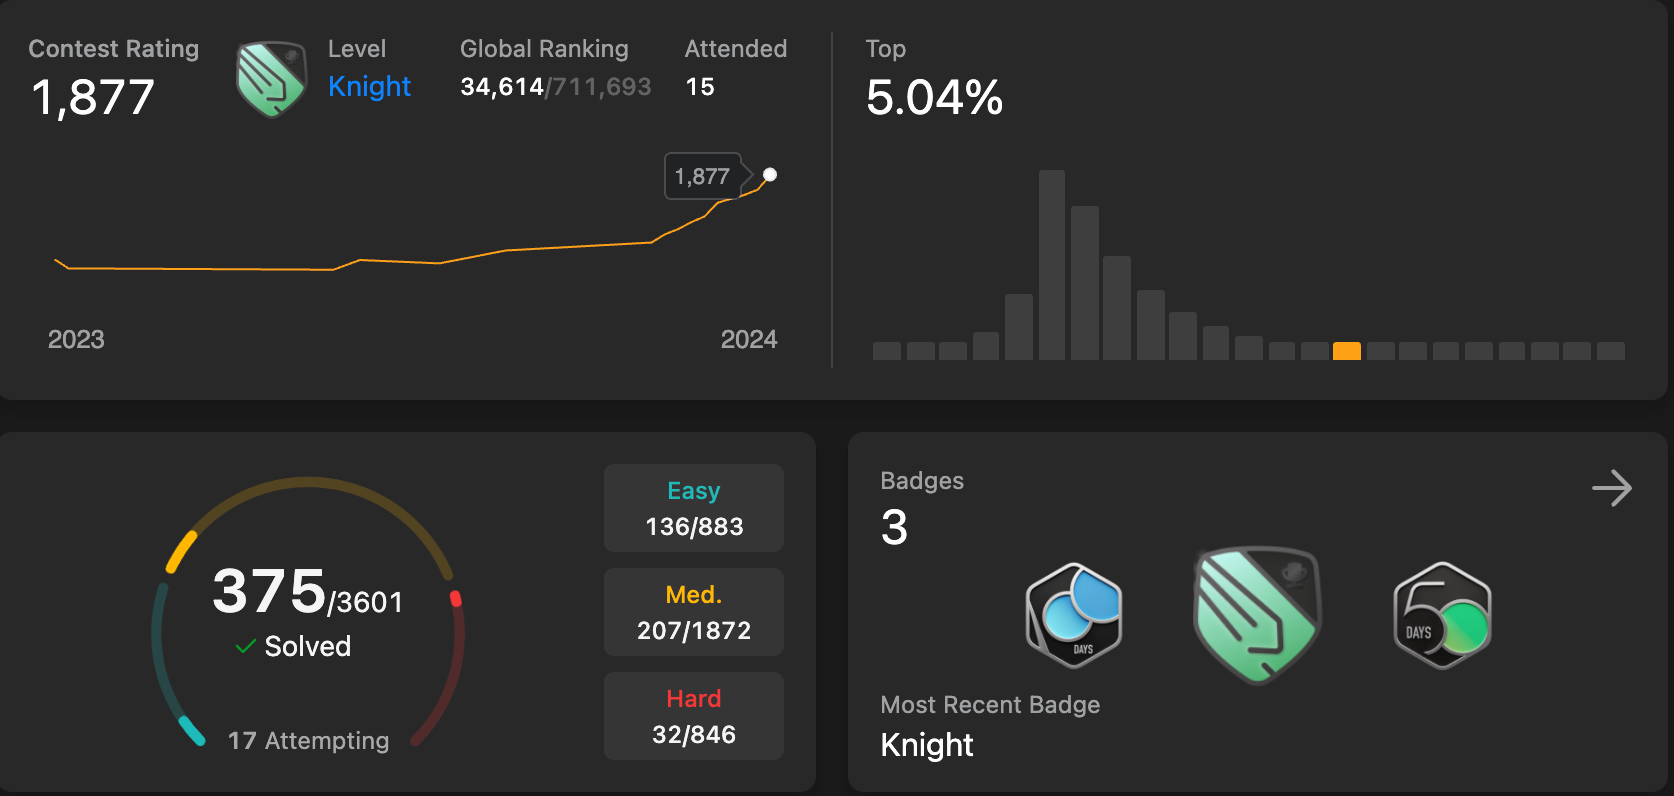 Contest Rating
1,877
Level
Knight
Global Ranking
34,614/711,693
Attended
15
1,877
2023
2024
Top
5.04%
375/3601
Solved
17 Attempting
Easy
136/883
Med.
207/1872
Hard
32/846
Badges
3
DAYS
50
DAYS
Most Recent Badge
Knight